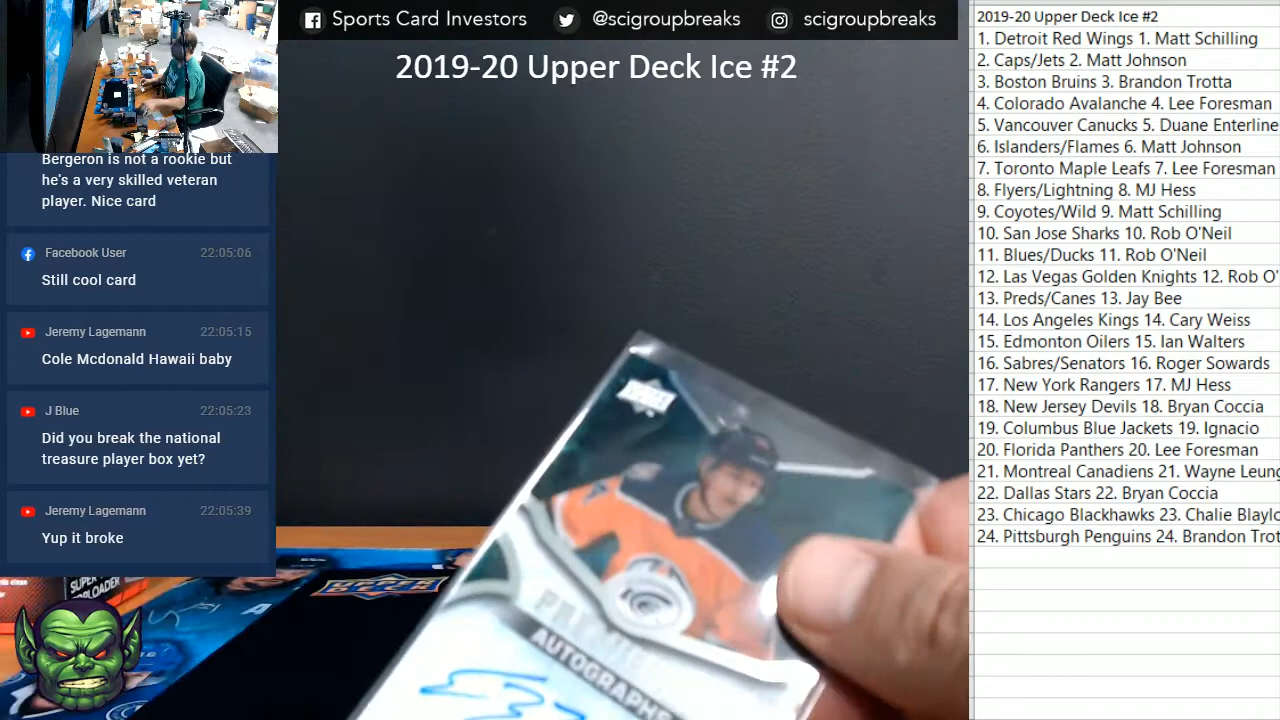 Sports Card Investors @scigroupbreaks scigroupbreaks
2019-20 Upper Deck Ice #2
Bergeron is not a rookie but
he's a very skilled veteran
player. Nice card
Facebook User 22:05:06
Still cool card
Jeremy Lagemann 22:05:15
Cole Mcdonald Hawaii baby
J Blue 22:05:23
Did you break the national
treasure player box yet?
Jeremy Lagemann 22:05:39
Yup it broke
UPPER DECK
AUTOGRAPHS
2019-20 Upper Deck Ice #2
1. Detroit Red Wings 1. Matt Schilling
2. Caps/Jets 2. Matt Johnson
3. Boston Bruins 3. Brandon Trotta
4. Colorado Avalanche 4. Lee Foresman
5. Vancouver Canucks 5. Duane Enterline
6. Islanders/Flames 6. Matt Johnson
7. Toronto Maple Leafs 7. Lee Foresman
8. Flyers/Lightning 8. MJ Hess
9. Coyotes/Wild 9. Matt Schilling
10. San Jose Sharks 10. Rob O'Neil
11. Blues/Ducks 11. Rob O'Neil
12. Las Vegas Golden Knights 12. Rob O'
13. Preds/Canes 13. Jay Bee
14. Los Angeles Kings 14. Cary Weiss
15. Edmonton Oilers 15. Ian Walters
16. Sabres/Senators 16. Roger Sowards
17. New York Rangers 17. MJ Hess
18. New Jersey Devils 18. Bryan Coccia
19. Columbus Blue Jackets 19. Ignacio
20. Florida Panthers 20. Lee Foresman
21. Montreal Canadiens 21. Wayne Leung
22. Dallas Stars 22. Bryan Coccia
23. Chicago Blackhawks 23. Chalie Blaylo
24. Pittsburgh Penguins 24. Brandon Trot